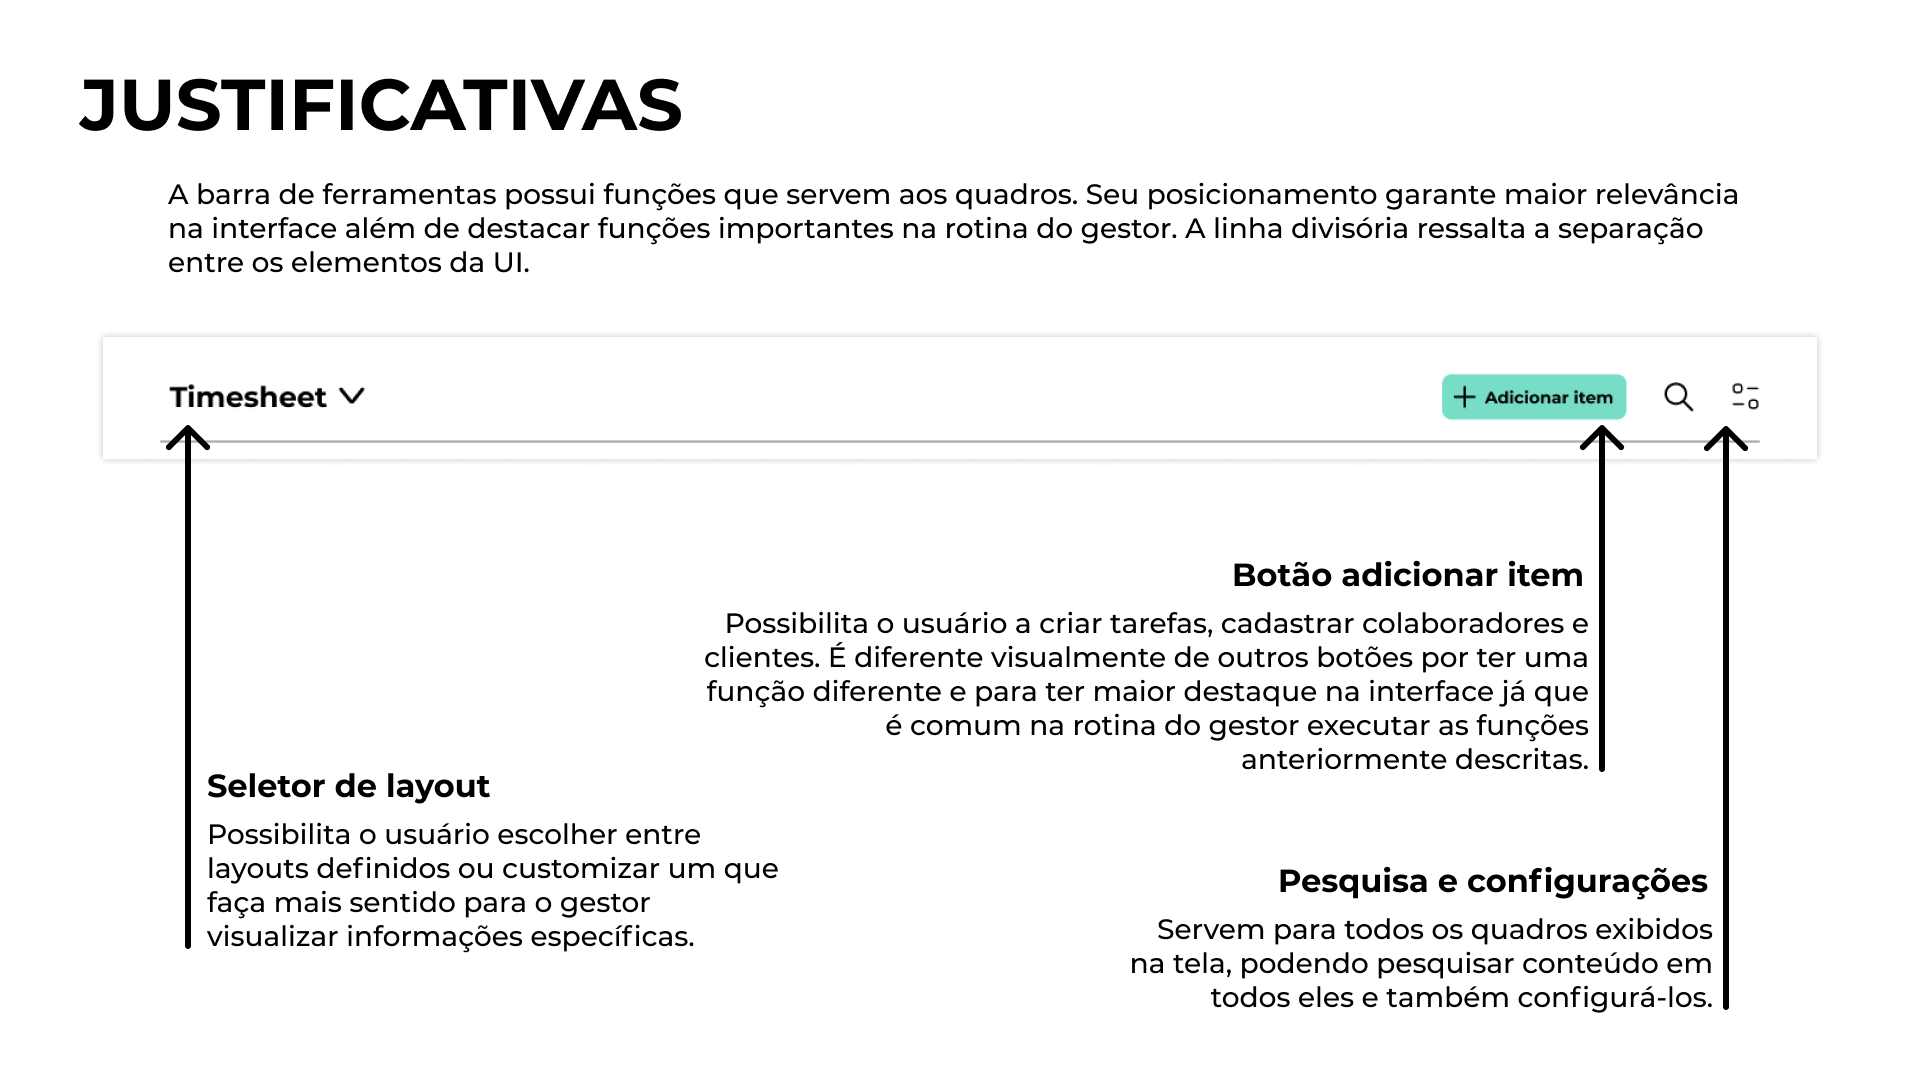 JUSTIFICATIVAS
A barra de ferramentas possui funções que servem aos quadros. Seu posicionamento garante maior relevância
na interface além de destacar funções importantes na rotina do gestor. A linha divisória ressalta a separação
entre os elementos da UI.
Timesheet
Adicionar item
Botão adicionar item
Possibilita o usuário a criar tarefas, cadastrar colaboradores e
clientes. É diferente visualmente de outros botões por ter uma
função diferente e para ter maior destaque na interface já que
é comum na rotina do gestor executar as funções
anteriormente descritas.
Seletor de layout
Possibilita o usuário escolher entre
layouts definidos ou customizar um que
faça mais sentido para o gestor
visualizar informações específicas.
Pesquisa e configurações
Servem para todos os quadros exibidos
na tela, podendo pesquisar conteúdo em
todos eles e também configurá-los.